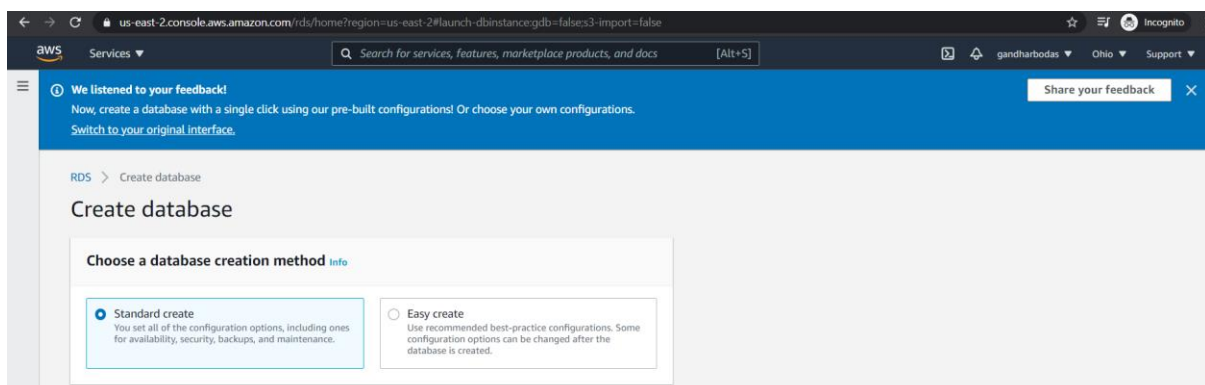 us-east-2.console.aws.amazon.com/rds/home?region=us-east-2#launch-dbinstance:gdb=false;s3-import=false
Incognito
aws
Services ▼
Search for services, features, marketplace products, and docs
[Alt+S]
gandharbodas ▼
Ohio ▼
Support ▼
We listened to your feedback!
Now, create a database with a single click using our pre-built configurations! Or choose your own configurations.
Switch to your original interface.
Share your feedback
RDS > Create database
Create database
Choose a database creation method Info
Standard create
You set all of the configuration options, including ones
for availability, security, backups, and maintenance.
Easy create
Use recommended best-practice configurations. Some
configuration options can be changed after the
database is created.